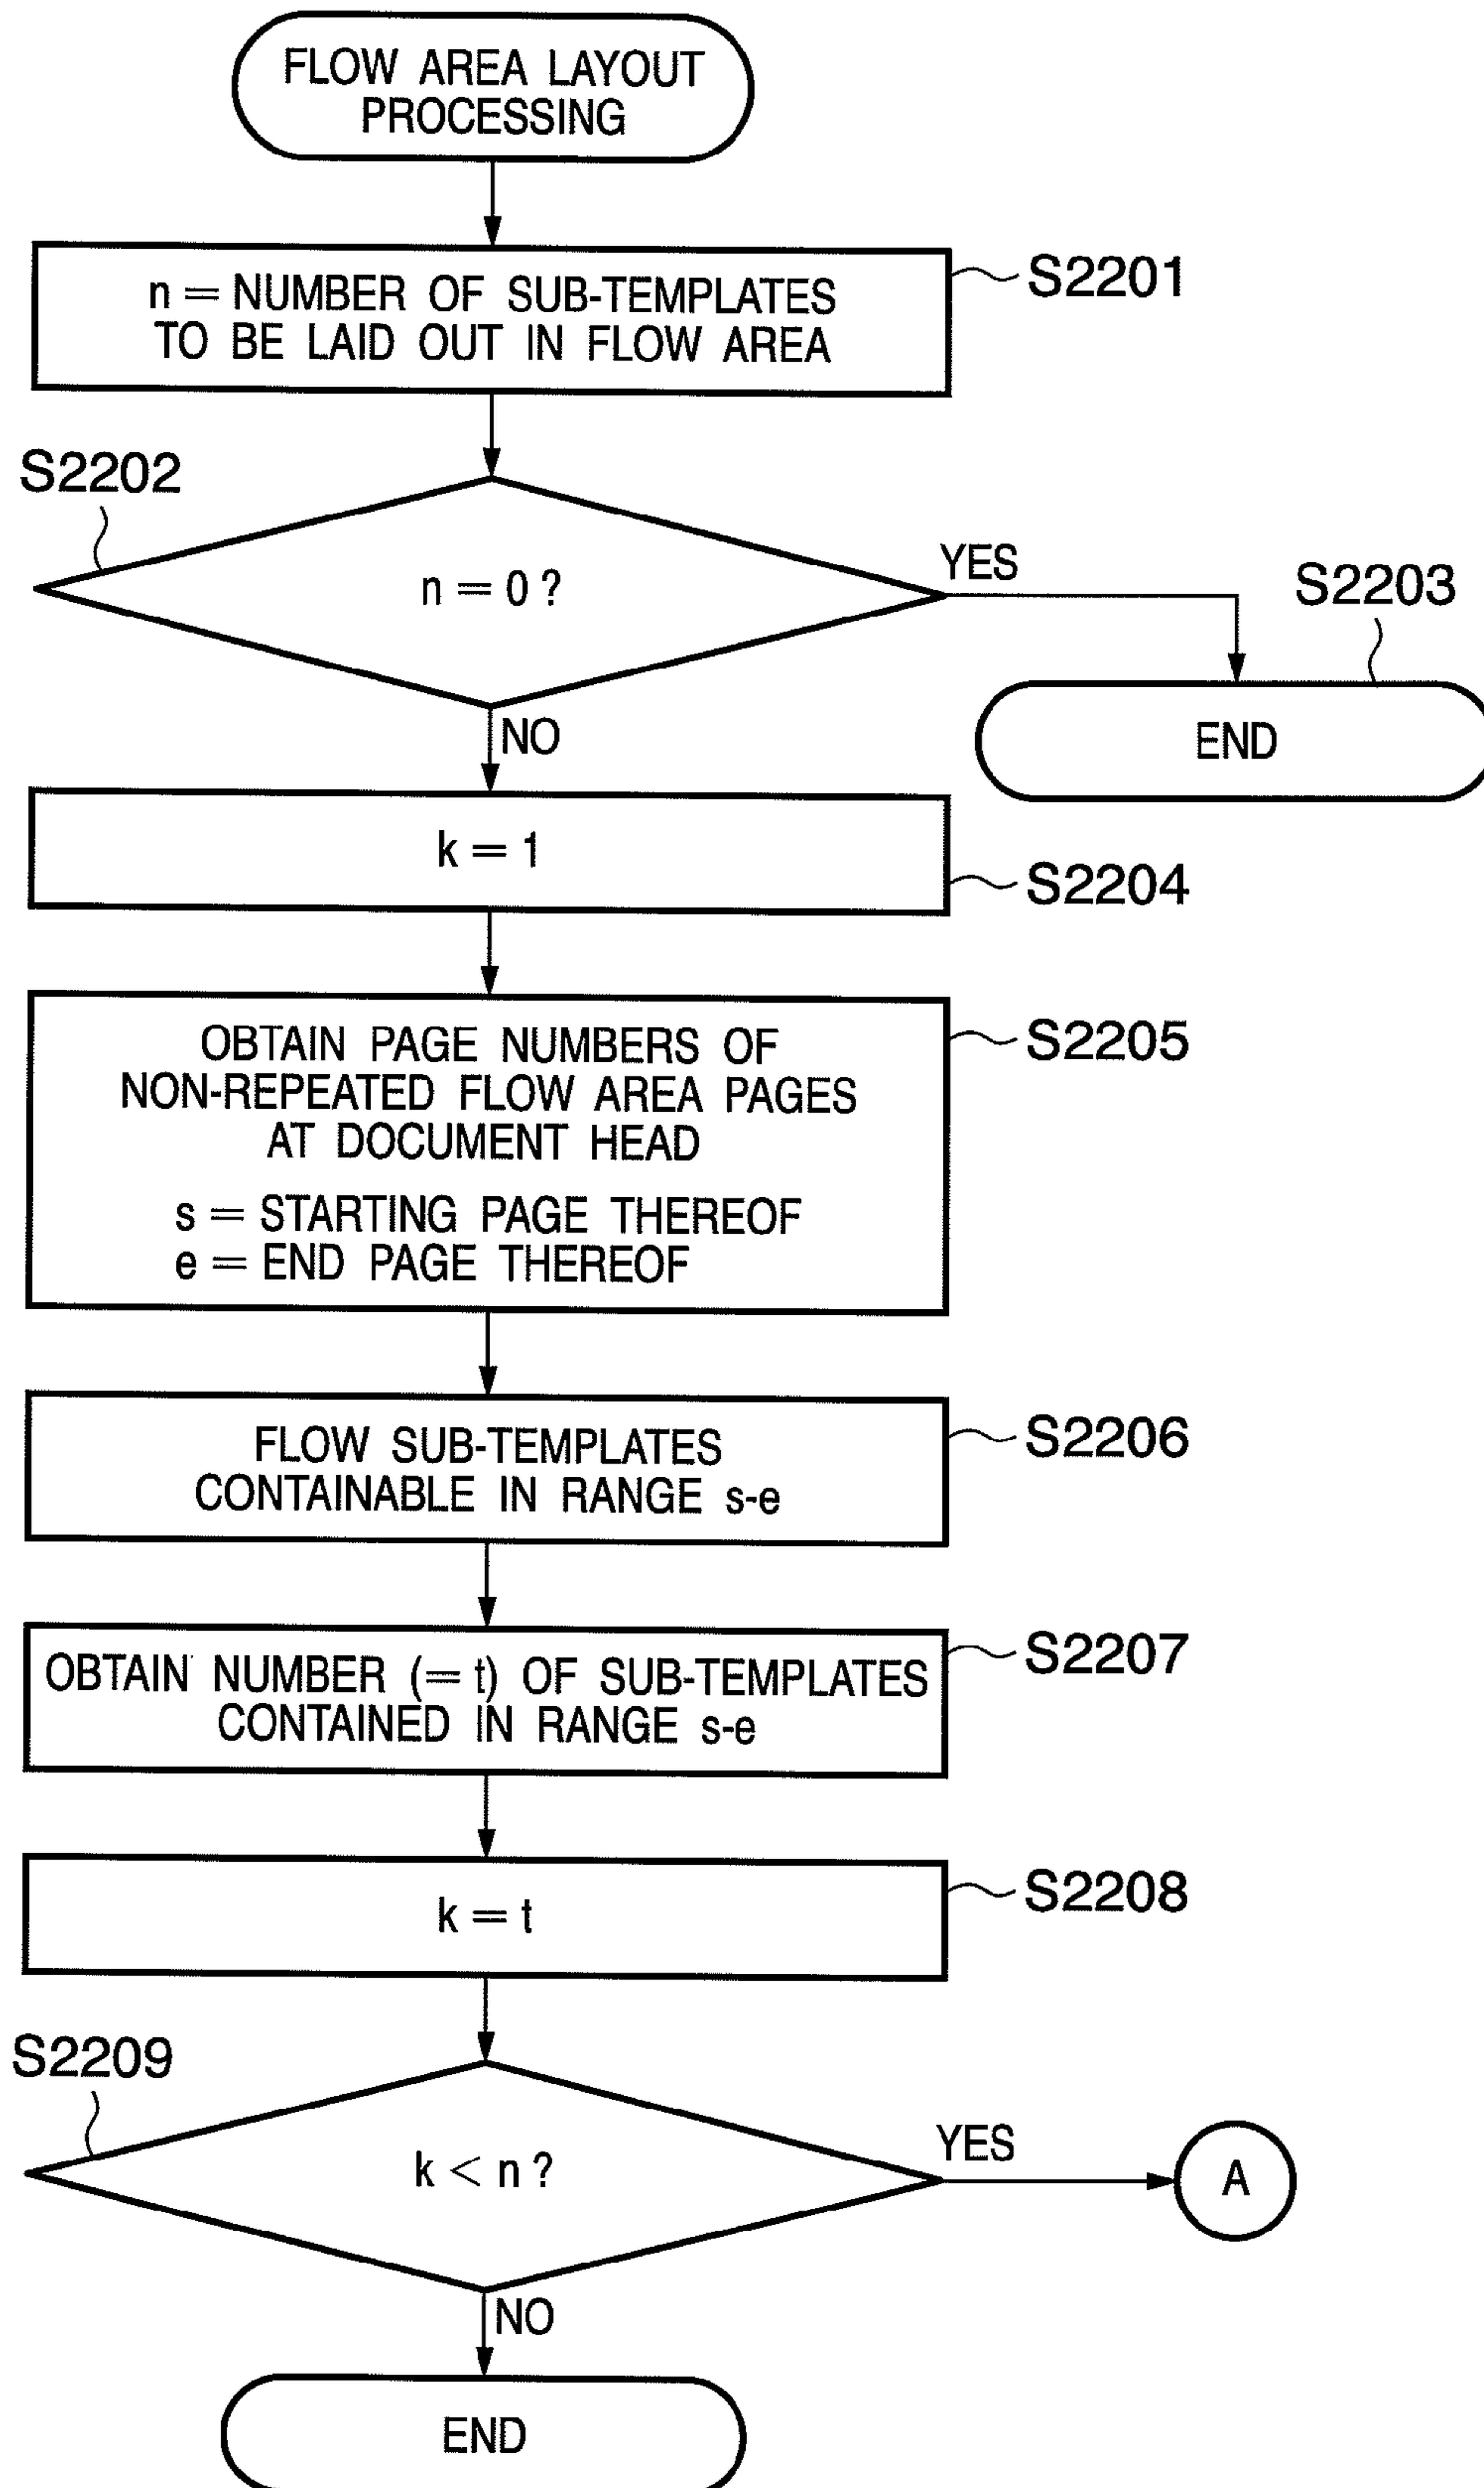 FLOW AREA LAYOUT
PROCESSING
n = NUMBER OF SUB-TEMPLATES
TO BE LAID OUT IN FLOW AREA
S2201
S2202
n = 0 ?
YES
S2203
END
NO
k = 1
S2204
OBTAIN PAGE NUMBERS OF
NON-REPEATED FLOW AREA PAGES
AT DOCUMENT HEAD
s = STARTING PAGE THEREOF
e = END PAGE THEREOF
S2205
FLOW SUB-TEMPLATES
CONTAINABLE IN RANGE s-e
S2206
OBTAIN NUMBER (= t) OF SUB-TEMPLATES
CONTAINED IN RANGE s-e
S2207
k = t
S2208
S2209
k < n ?
YES
A
NO
END